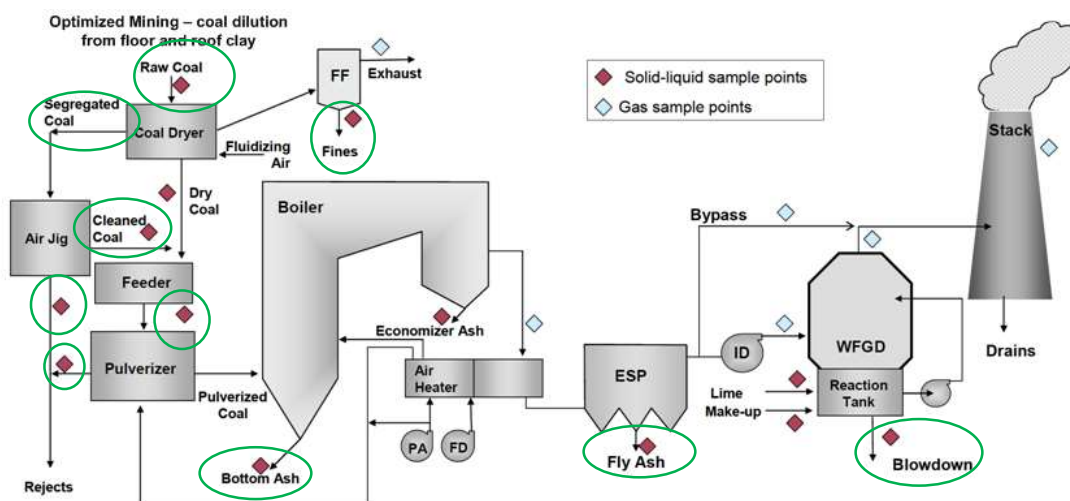 Optimized Mining – coal dilution
from floor and roof clay
Raw Coal
FF
Exhaust
Solid-liquid sample points
Gas sample points
Segregated
Coal
Coal Dryer
Fluidizing
Air
Fines
Stack
Dry
Coal
Boiler
Bypass
Cleaned
Coal
Air Jig
Feeder
Economizer Ash
ID
WFGD
Drains
Pulverizer
Pulverized
Coal
Air
Heater
ESP
Lime
Make-up
Reaction
Tank
PA
FD
Fly Ash
Blowdown
Rejects
Bottom Ash